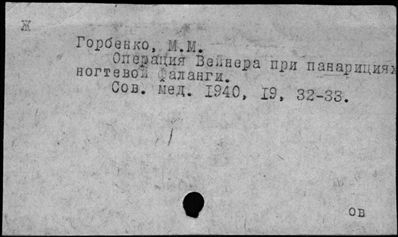 Ж
Горбенко, М.М.
Операция Вейнера при панарициях
ногтевой фаланги.
Сов. мед. 1940, 19, 32-33.
ов